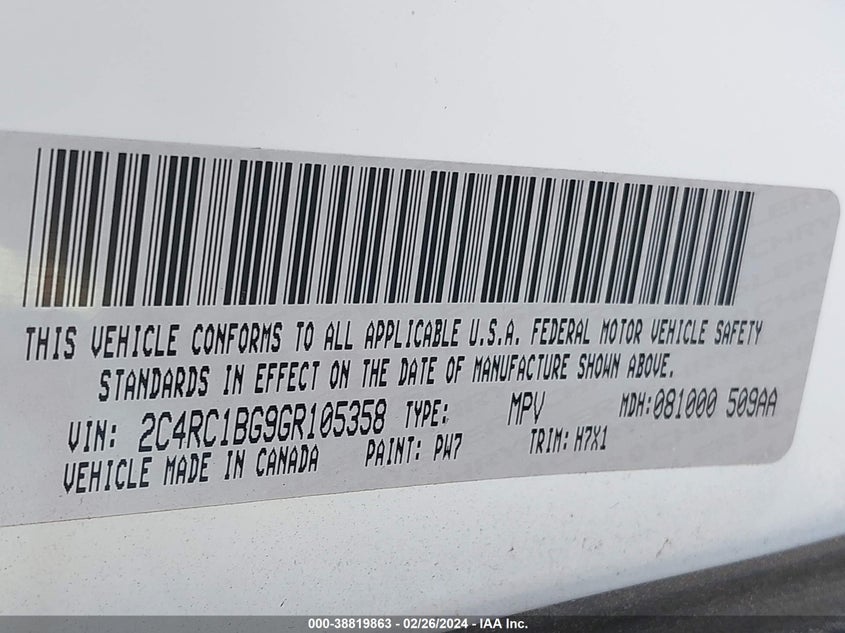 THIS VEHICLE CONFORMS TO ALL APPLICABLE U.S.A. FEDERAL MOTOR VEHICLE SAFETY
STANDARDS IN EFFECT ON THE DATE OF MANUFACTURE SHOWN ABOVE.
VIN: 2C4RC1BG9GR105358 TYPE: MPV MDH:081000 509AA
VEHICLE MADE IN CANADA PAINT: PW7 TRIM: H7X1
000-38819863 - 02/26/2024 - IAA Inc.